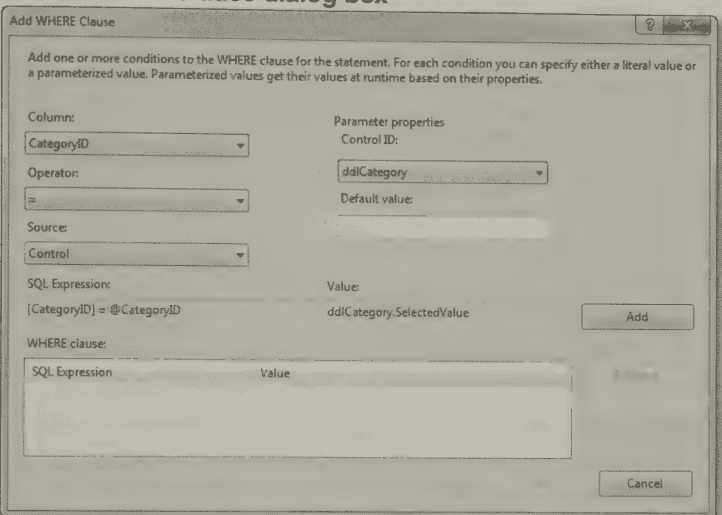 dialog box
Add WHERE Clause
Add one or more conditions to the WHERE clause for the statement. For each condition you can specify either a literal value or
a parameterized value. Parameterized values get their values at runtime based on their properties.
Column:
CategoryID
Operator:
=
Source:
Control
Parameter properties
Control ID:
ddlCategory
Default value:
SQL Expression:
[CategoryID] = @CategoryID
Value:
ddlCategory.SelectedValue
Add
WHERE clause:
SQL Expression Value
Cancel